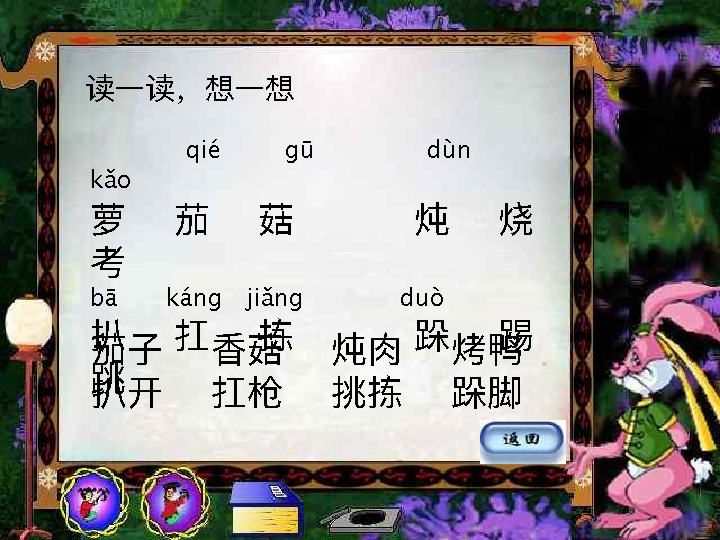 读一读，想一想
qié gū dùn
kǎo
萝 茄 菇 炖 烧
考
bā káng jiǎng duò
扒 扛 拣 跺 踢
跳
茄子 香菇 炖肉 烤鸭
扒开 扛枪 挑拣 跺脚
返回